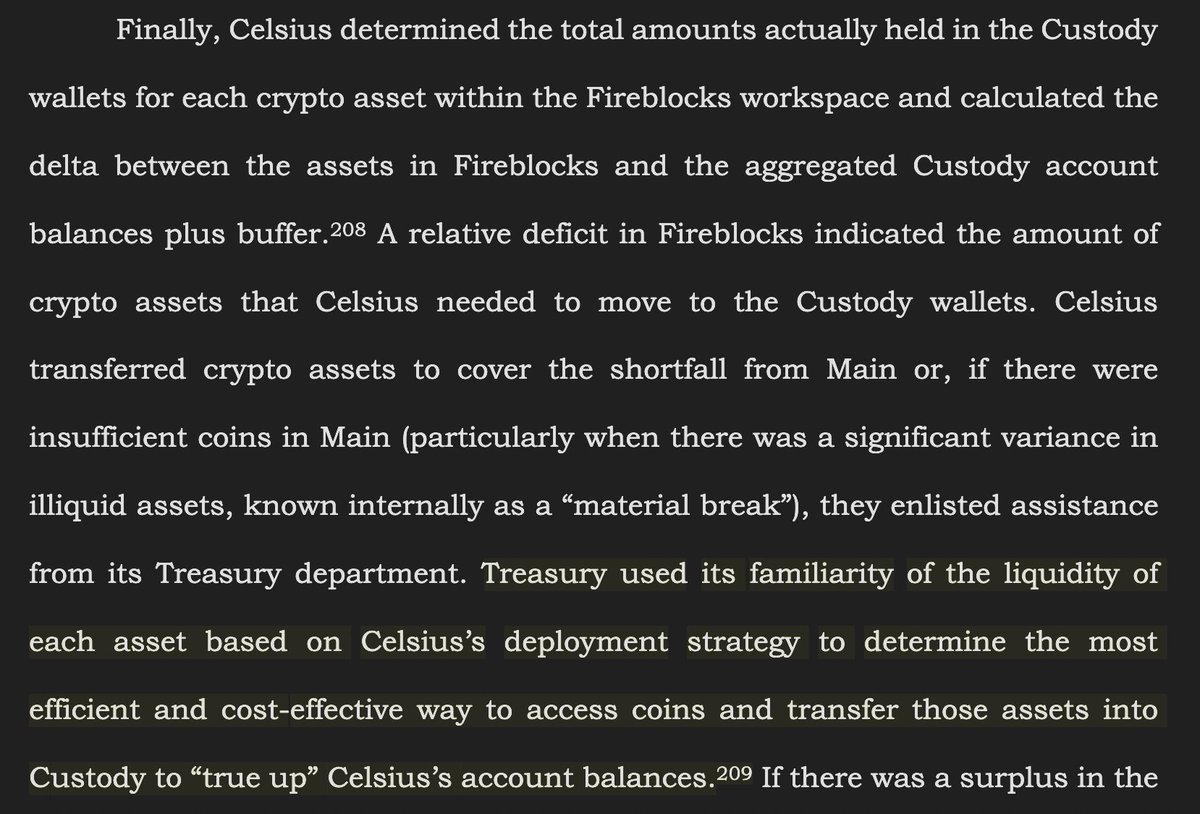 Finally, Celsius determined the total amounts actually held in the Custody
wallets for each crypto asset within the Fireblocks workspace and calculated the
delta between the assets in Fireblocks and the aggregated Custody account
balances plus buffer.²⁰⁸ A relative deficit in Fireblocks indicated the amount of
crypto assets that Celsius needed to move to the Custody wallets. Celsius
transferred crypto assets to cover the shortfall from Main or, if there were
insufficient coins in Main (particularly when there was a significant variance in
illiquid assets, known internally as a “material break”), they enlisted assistance
from its Treasury department. Treasury used its familiarity of the liquidity of
each asset based on Celsius’s deployment strategy to determine the most
efficient and cost-effective way to access coins and transfer those assets into
Custody to “true up” Celsius’s account balances.²⁰⁹ If there was a surplus in the